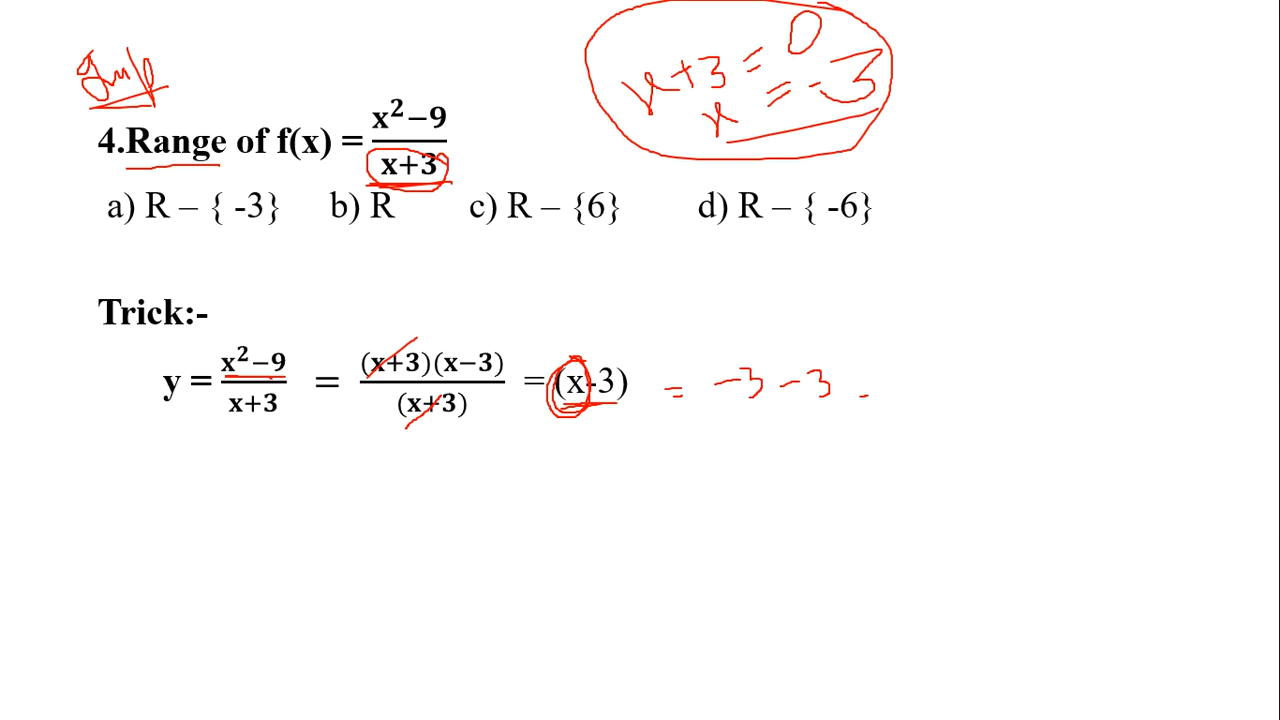 x+3 = 0
x = -3
Imp
4.Range of f(x) = x²−9 / x+3
a) R – { -3} b) R c) R – {6} d) R – { -6}
Trick:-
y = x²−9 / x+3 = (x+3)(x−3) / (x+3) = (x-3) = -3 -3 =